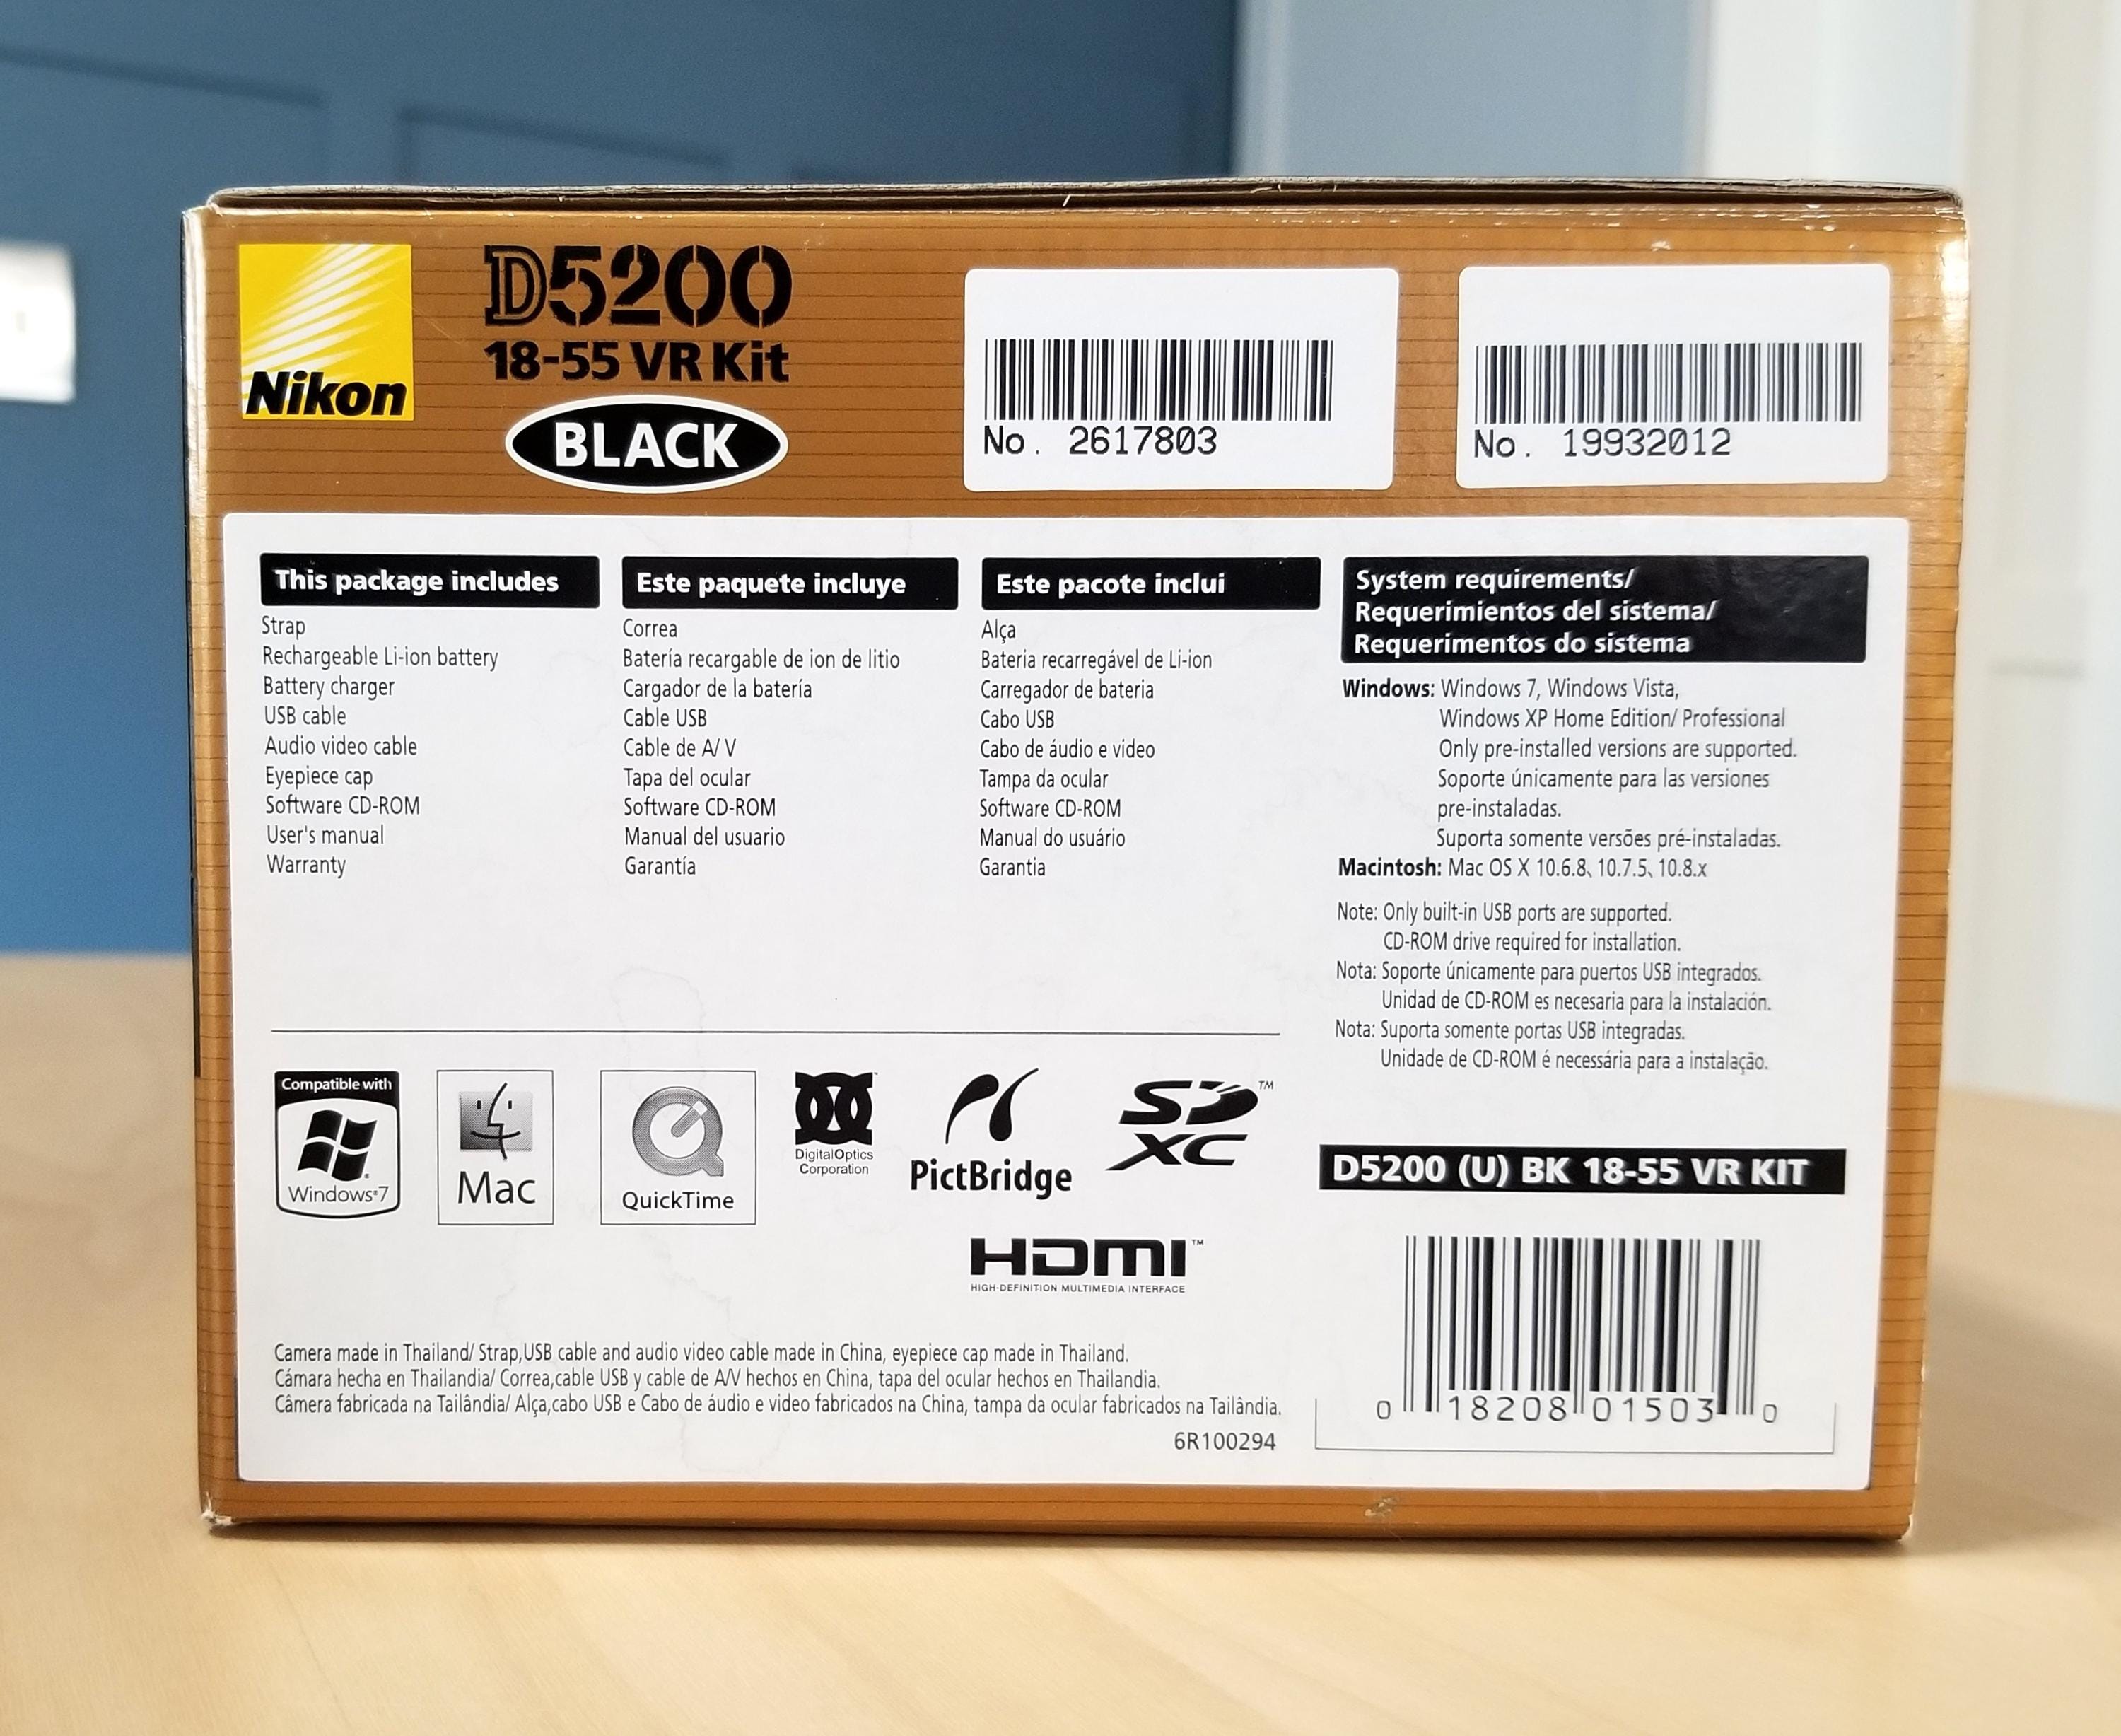 Nikon
D5200
18-55 VR Kit
BLACK
No. 2617803
No. 19932012
This package includes
Strap
Rechargeable Li-ion battery
Battery charger
USB cable
Audio video cable
Eyepiece cap
Software CD-ROM
User's manual
Warranty
Este paquete incluye
Correa
Batería recargable de ion de litio
Cargador de la batería
Cable USB
Cable de A/ V
Tapa del ocular
Software CD-ROM
Manual del usuario
Garantía
Este pacote inclui
Alça
Bateria recarregável de Li-ion
Carregador de bateria
Cabo USB
Cabo de áudio e video
Tampa da ocular
Software CD-ROM
Manual do usuário
Garantia
System requirements/
Requerimientos del sistema/
Requerimentos do sistema
Windows: Windows 7, Windows Vista,
Windows XP Home Edition/ Professional
Only pre-installed versions are supported.
Soporte únicamente para las versiones
pre-instaladas.
Suporta somente versões pré-instaladas.
Macintosh: Mac OS X 10.6.8、10.7.5、10.8.x
Note: Only built-in USB ports are supported.
CD-ROM drive required for installation.
Nota: Soporte únicamente para puertos USB integrados.
Unidad de CD-ROM es necesaria para la instalación.
Nota: Suporta somente portas USB integradas.
Unidade de CD-ROM é necessária para a instalação.
Compatible with
Windows®7
Mac
QuickTime
DigitalOptics
Corporation
PictBridge
SD XC™
HDMI™
HIGH-DEFINITION MULTIMEDIA INTERFACE
D5200 (U) BK 18-55 VR KIT
0 18208 01503 0
Camera made in Thailand/ Strap,USB cable and audio video cable made in China, eyepiece cap made in Thailand.
Cámara hecha en Thailandia/ Correa,cable USB y cable de A/V hechos en China, tapa del ocular hechos en Thailandia.
Câmera fabricada na Tailândia/ Alça,cabo USB e Cabo de áudio e video fabricados na China, tampa da ocular fabricados na Tailândia.
6R100294